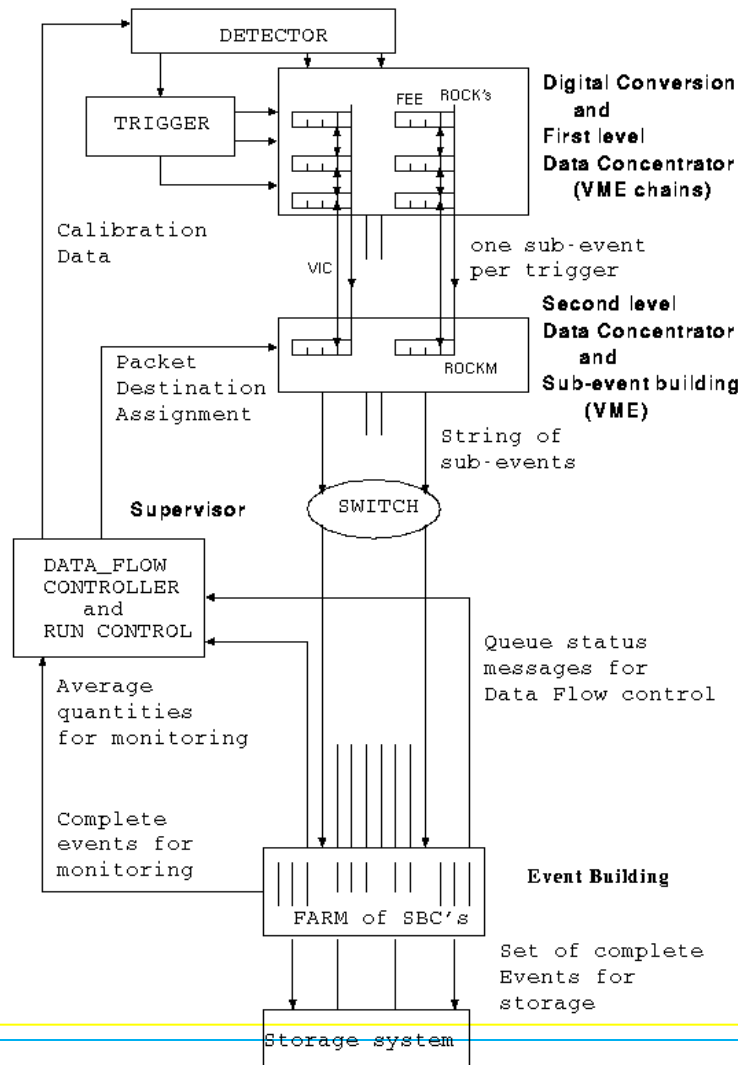 DETECTOR
TRIGGER
FEE
ROCK's
Digital Conversion
and
First level
Data Concentrator
(VME chains)
Calibration
Data
VIC
one sub-event
per trigger
Second level
Data Concentrator
and
Sub-event building
(VME)
Packet
Destination
Assignment
ROCKM
String of
sub-events
SWITCH
Supervisor
DATA_FLOW
CONTROLLER
and
RUN CONTROL
Queue status
messages for
Data Flow control
Average
quantities
for monitoring
Complete
events for
monitoring
Event Building
FARM of SBC's
Set of complete
Events for
storage
Storage system